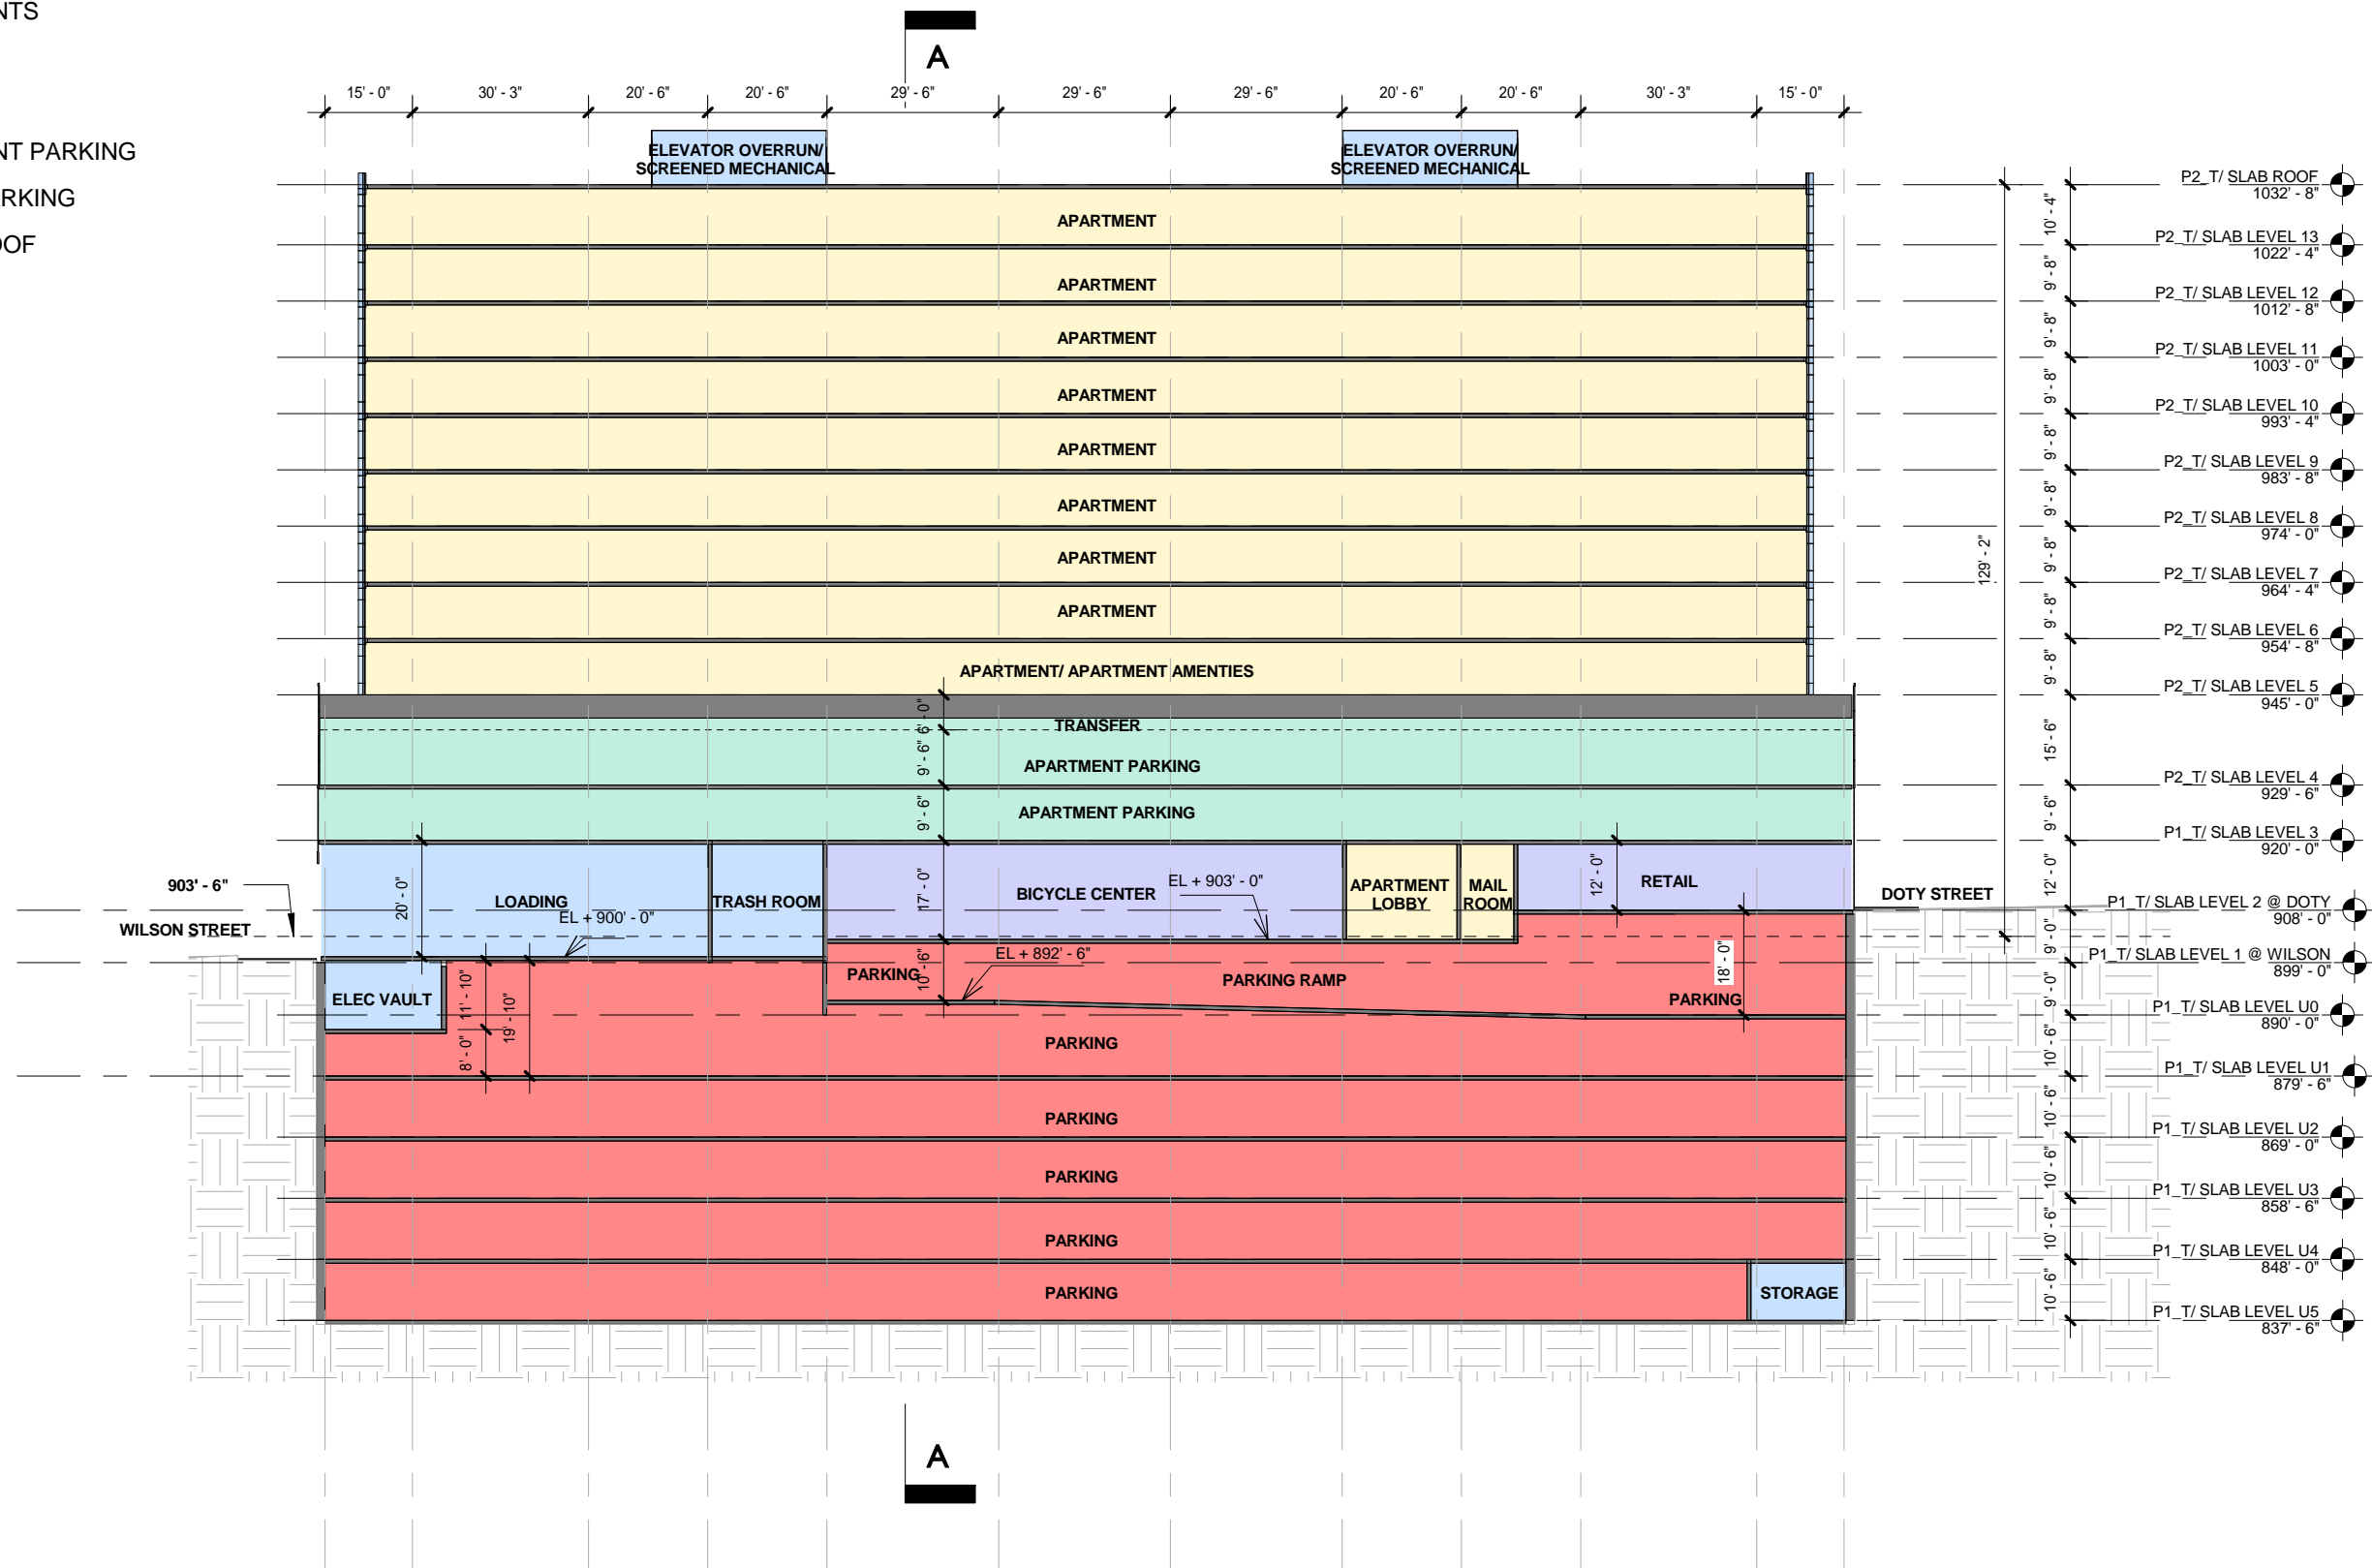 NTS
NT PARKING
RKING
OOF
A
15' - 0" 30' - 3" 20' - 6" 20' - 6" 29' - 6" 29' - 6" 29' - 6" 20' - 6" 20' - 6" 30' - 3" 15' - 0"
ELEVATOR OVERRUN/
SCREENED MECHANICAL
ELEVATOR OVERRUN/
SCREENED MECHANICAL
P2_T/ SLAB ROOF
1032' - 8"
10' - 4"
APARTMENT
P2_T/ SLAB LEVEL 13
1022' - 4"
9' - 8"
APARTMENT
P2_T/ SLAB LEVEL 12
1012' - 8"
9' - 8"
APARTMENT
P2_T/ SLAB LEVEL 11
1003' - 0"
9' - 8"
APARTMENT
P2_T/ SLAB LEVEL 10
993' - 4"
9' - 8"
APARTMENT
P2_T/ SLAB LEVEL 9
983' - 8"
9' - 8"
APARTMENT
P2_T/ SLAB LEVEL 8
974' - 0"
9' - 8"
129' - 2"
APARTMENT
P2_T/ SLAB LEVEL 7
964' - 4"
9' - 8"
APARTMENT
P2_T/ SLAB LEVEL 6
954' - 8"
9' - 8"
APARTMENT/ APARTMENT AMENTIES
P2_T/ SLAB LEVEL 5
945' - 0"
6' - 0"
TRANSFER
15' - 6"
9' - 6"
APARTMENT PARKING
P2_T/ SLAB LEVEL 4
929' - 6"
9' - 6"
APARTMENT PARKING
9' - 6"
P1_T/ SLAB LEVEL 3
920' - 0"
903' - 6"
WILSON STREET
20' - 0"
LOADING
EL + 900' - 0"
TRASH ROOM
17' - 0"
BICYCLE CENTER
EL + 903' - 0"
APARTMENT
LOBBY
MAIL
ROOM
12' - 0"
RETAIL
DOTY STREET
12' - 0"
P1_T/ SLAB LEVEL 2 @ DOTY
908' - 0"
9' - 0"
P1_T/ SLAB LEVEL 1 @ WILSON
899' - 0"
ELEC VAULT
11' - 10"
8' - 0"
19' - 10"
PARKING
10' - 6"
EL + 892' - 6"
PARKING RAMP
18' - 0"
PARKING
9' - 0"
P1_T/ SLAB LEVEL U0
890' - 0"
PARKING
10' - 6"
P1_T/ SLAB LEVEL U1
879' - 6"
PARKING
10' - 6"
P1_T/ SLAB LEVEL U2
869' - 0"
PARKING
10' - 6"
P1_T/ SLAB LEVEL U3
858' - 6"
PARKING
10' - 6"
P1_T/ SLAB LEVEL U4
848' - 0"
PARKING
STORAGE
10' - 6"
P1_T/ SLAB LEVEL U5
837' - 6"
A